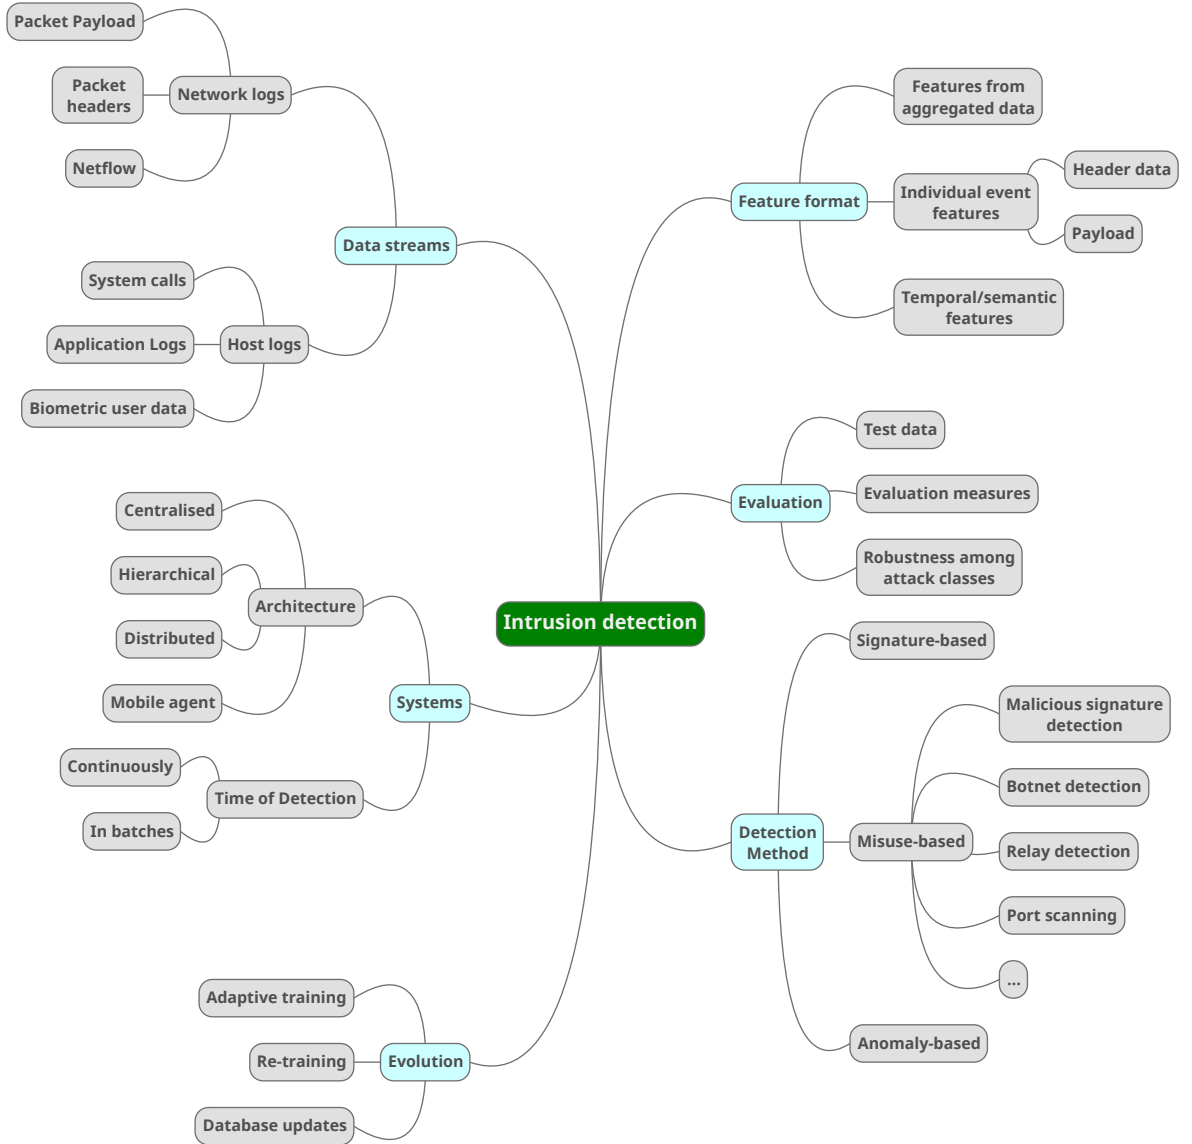 Packet Payload
Packet
headers
Network logs
Netflow
Data streams
System calls
Application Logs
Host logs
Biometric user data
Centralised
Hierarchical
Architecture
Distributed
Mobile agent
Systems
Continuously
Time of Detection
In batches
Adaptive training
Re-training
Evolution
Database updates
Intrusion detection
Features from
aggregated data
Feature format
Individual event
features
Header data
Payload
Temporal/semantic
features
Test data
Evaluation
Evaluation measures
Robustness among
attack classes
Signature-based
Detection
Method
Misuse-based
Malicious signature
detection
Botnet detection
Relay detection
Port scanning
...
Anomaly-based